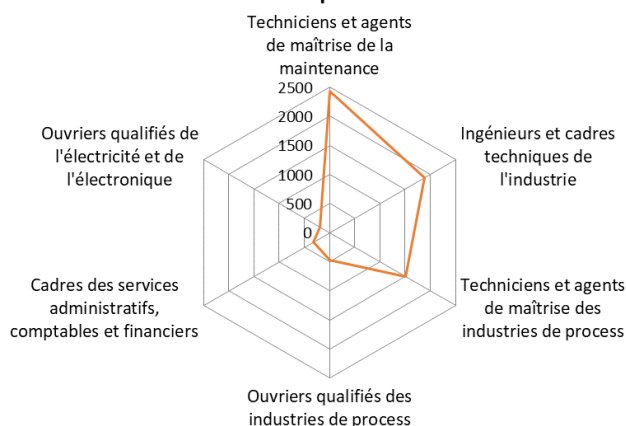 Techniciens et agents
de maîtrise de la
maintenance
2500
2000
1500
1000
500
0
Ingénieurs et cadres
techniques de
l'industrie
Techniciens et agents
de maîtrise des
industries de process
Ouvriers qualifiés des
industries de process
Cadres des services
administratifs,
comptables et financiers
Ouvriers qualifiés de
l'électricité et de
l'électronique